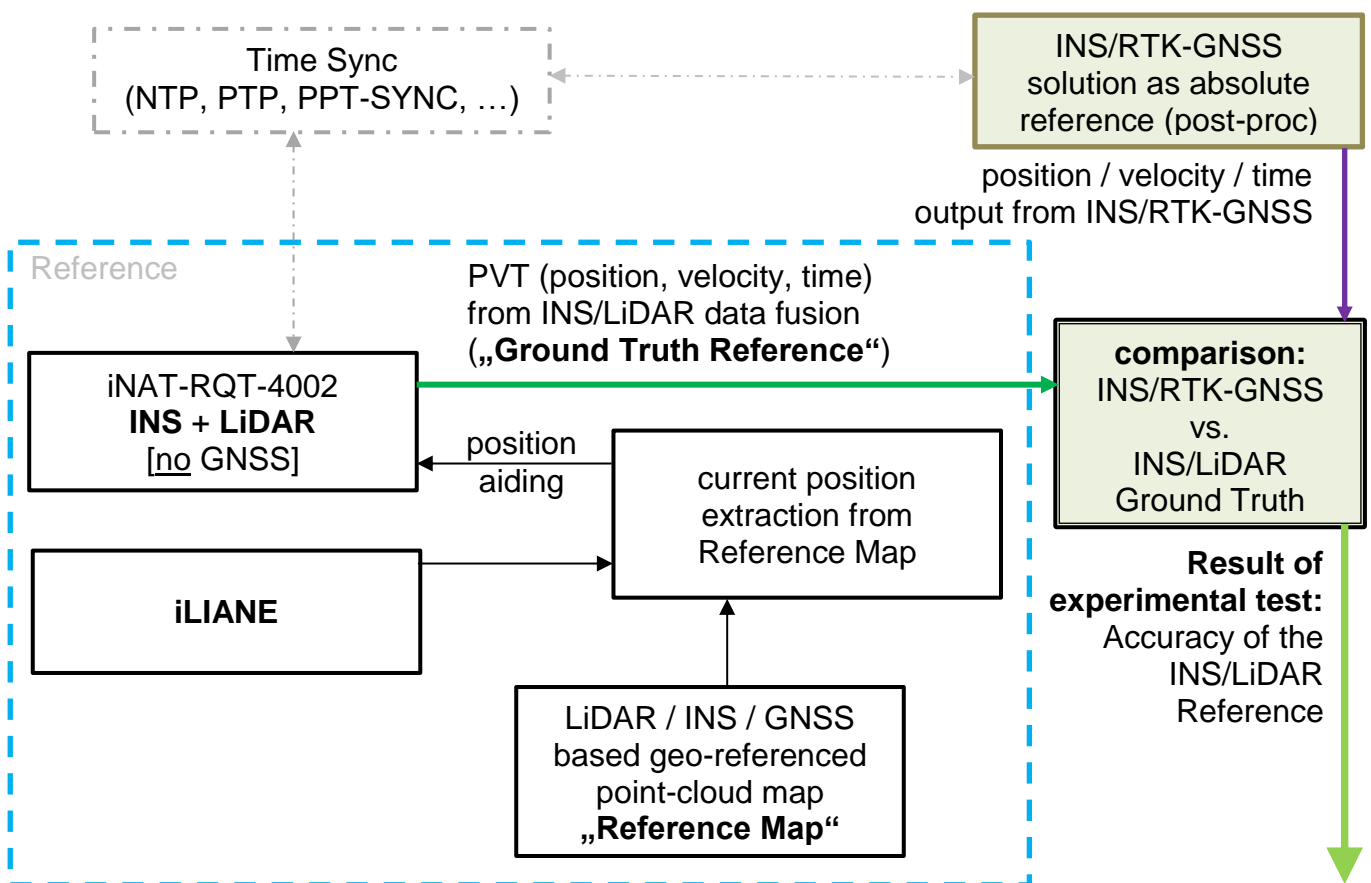 Time Sync
(NTP, PTP, PPT-SYNC, …)
INS/RTK-GNSS
solution as absolute
reference (post-proc)
position / velocity / time
output from INS/RTK-GNSS
Reference
PVT (position, velocity, time)
from INS/LiDAR data fusion
(„Ground Truth Reference“)
iNAT-RQT-4002
INS + LiDAR
[no GNSS]
position
aiding
current position
extraction from
Reference Map
comparison:
INS/RTK-GNSS
vs.
INS/LiDAR
Ground Truth
iLIANE
Result of
experimental test:
Accuracy of the
INS/LiDAR
Reference
LiDAR / INS / GNSS
based geo-referenced
point-cloud map
„Reference Map“